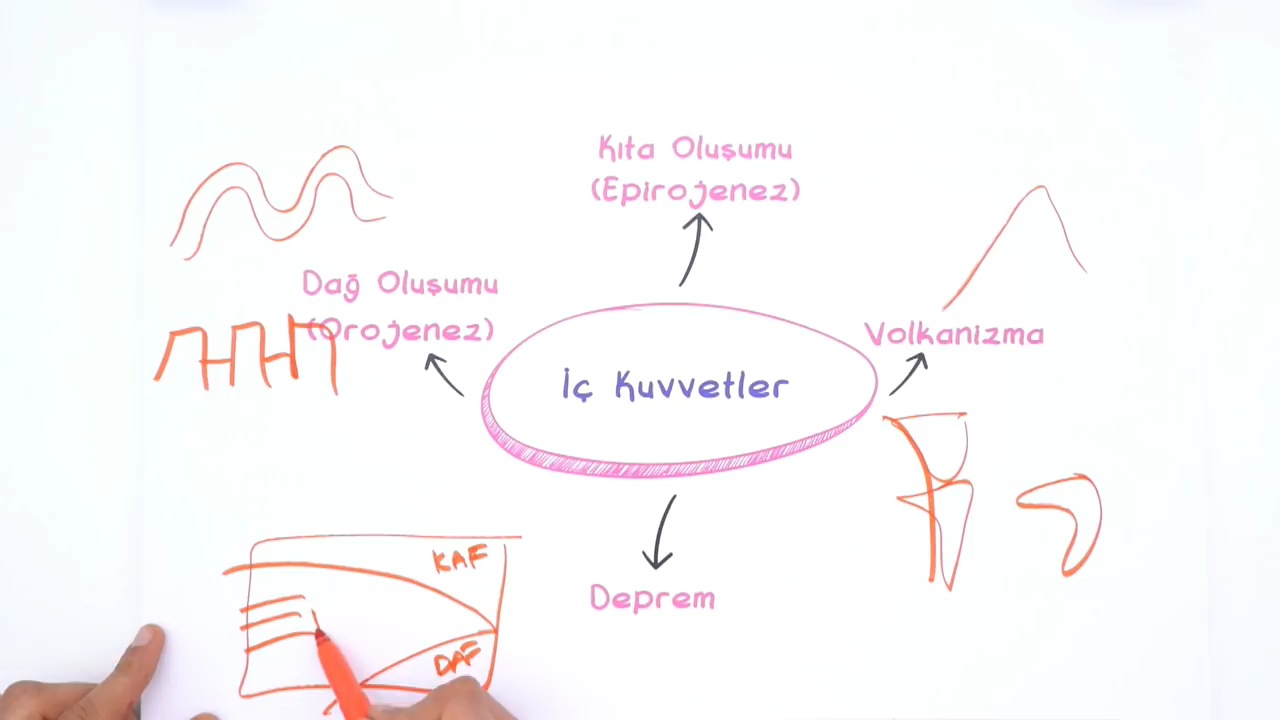 Kıta Oluşumu
(Epirojenez)
Dağ Oluşumu
(Orojenez)
Volkanizma
İç Kuvvetler
Deprem
KAF
DAF